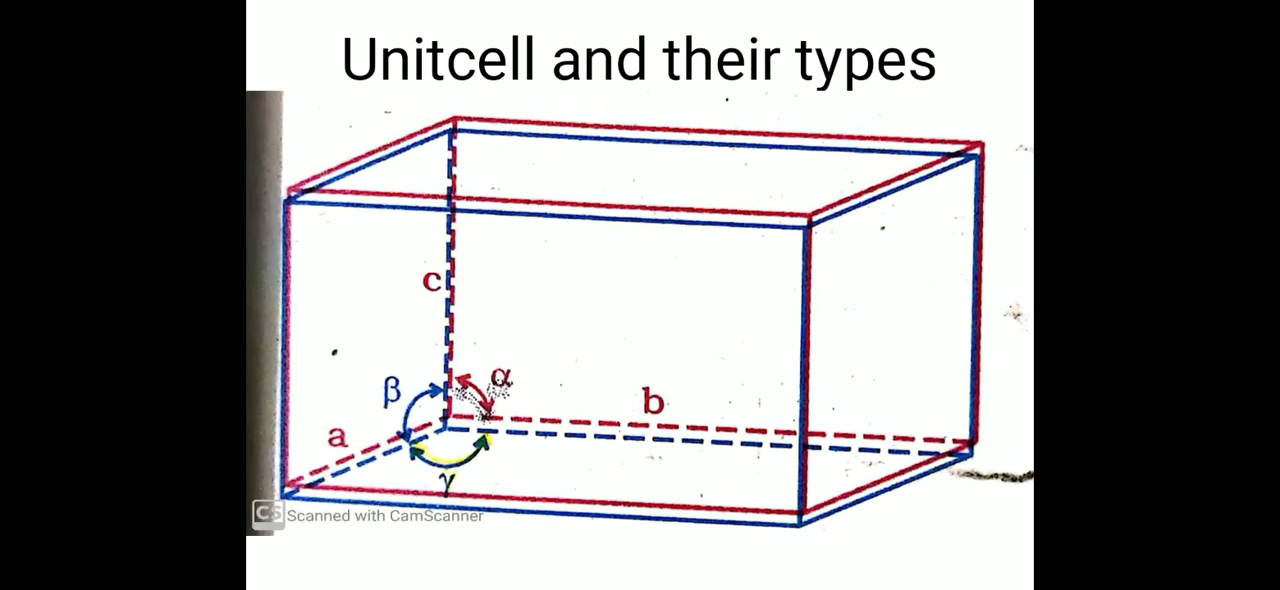 Unitcell and their types
c
β
α
b
a
γ
CS Scanned with CamScanner